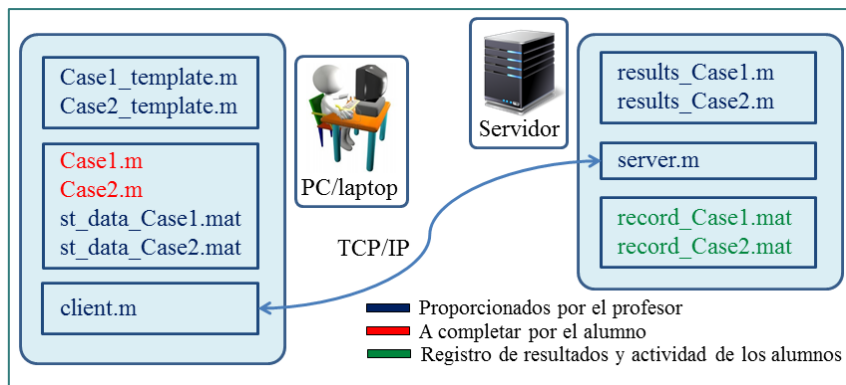 Case1_template.m
Case2_template.m
Case1.m
Case2.m
st_data_Case1.mat
st_data_Case2.mat
client.m
PC/laptop
TCP/IP
Servidor
results_Case1.m
results_Case2.m
server.m
record_Case1.mat
record_Case2.mat
Proporcionados por el profesor
A completar por el alumno
Registro de resultados y actividad de los alumnos